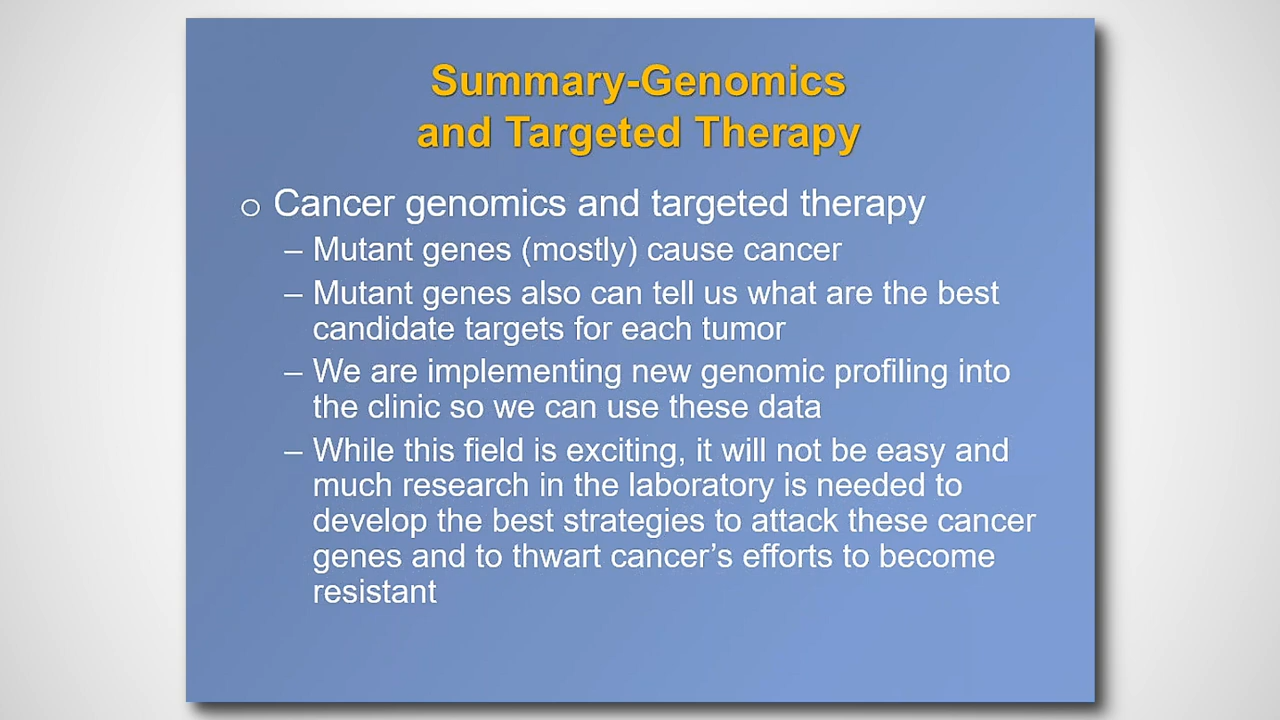 Summary-Genomics
and Targeted Therapy
o Cancer genomics and targeted therapy
– Mutant genes (mostly) cause cancer
– Mutant genes also can tell us what are the best
candidate targets for each tumor
– We are implementing new genomic profiling into
the clinic so we can use these data
– While this field is exciting, it will not be easy and
much research in the laboratory is needed to
develop the best strategies to attack these cancer
genes and to thwart cancer’s efforts to become
resistant